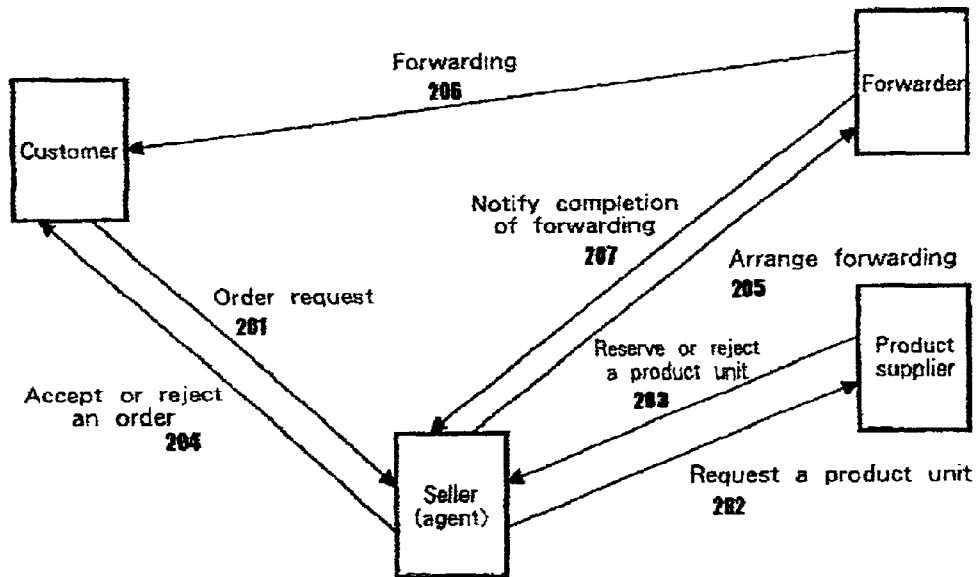 Forwarding
206
Forwarder
Customer
Notify completion
of forwarding
207
Arrange forwarding
205
Order request
201
Reserve or reject
a product unit
203
Product
supplier
Accept or reject
an order
204
Seller
(agent)
Request a product unit
202